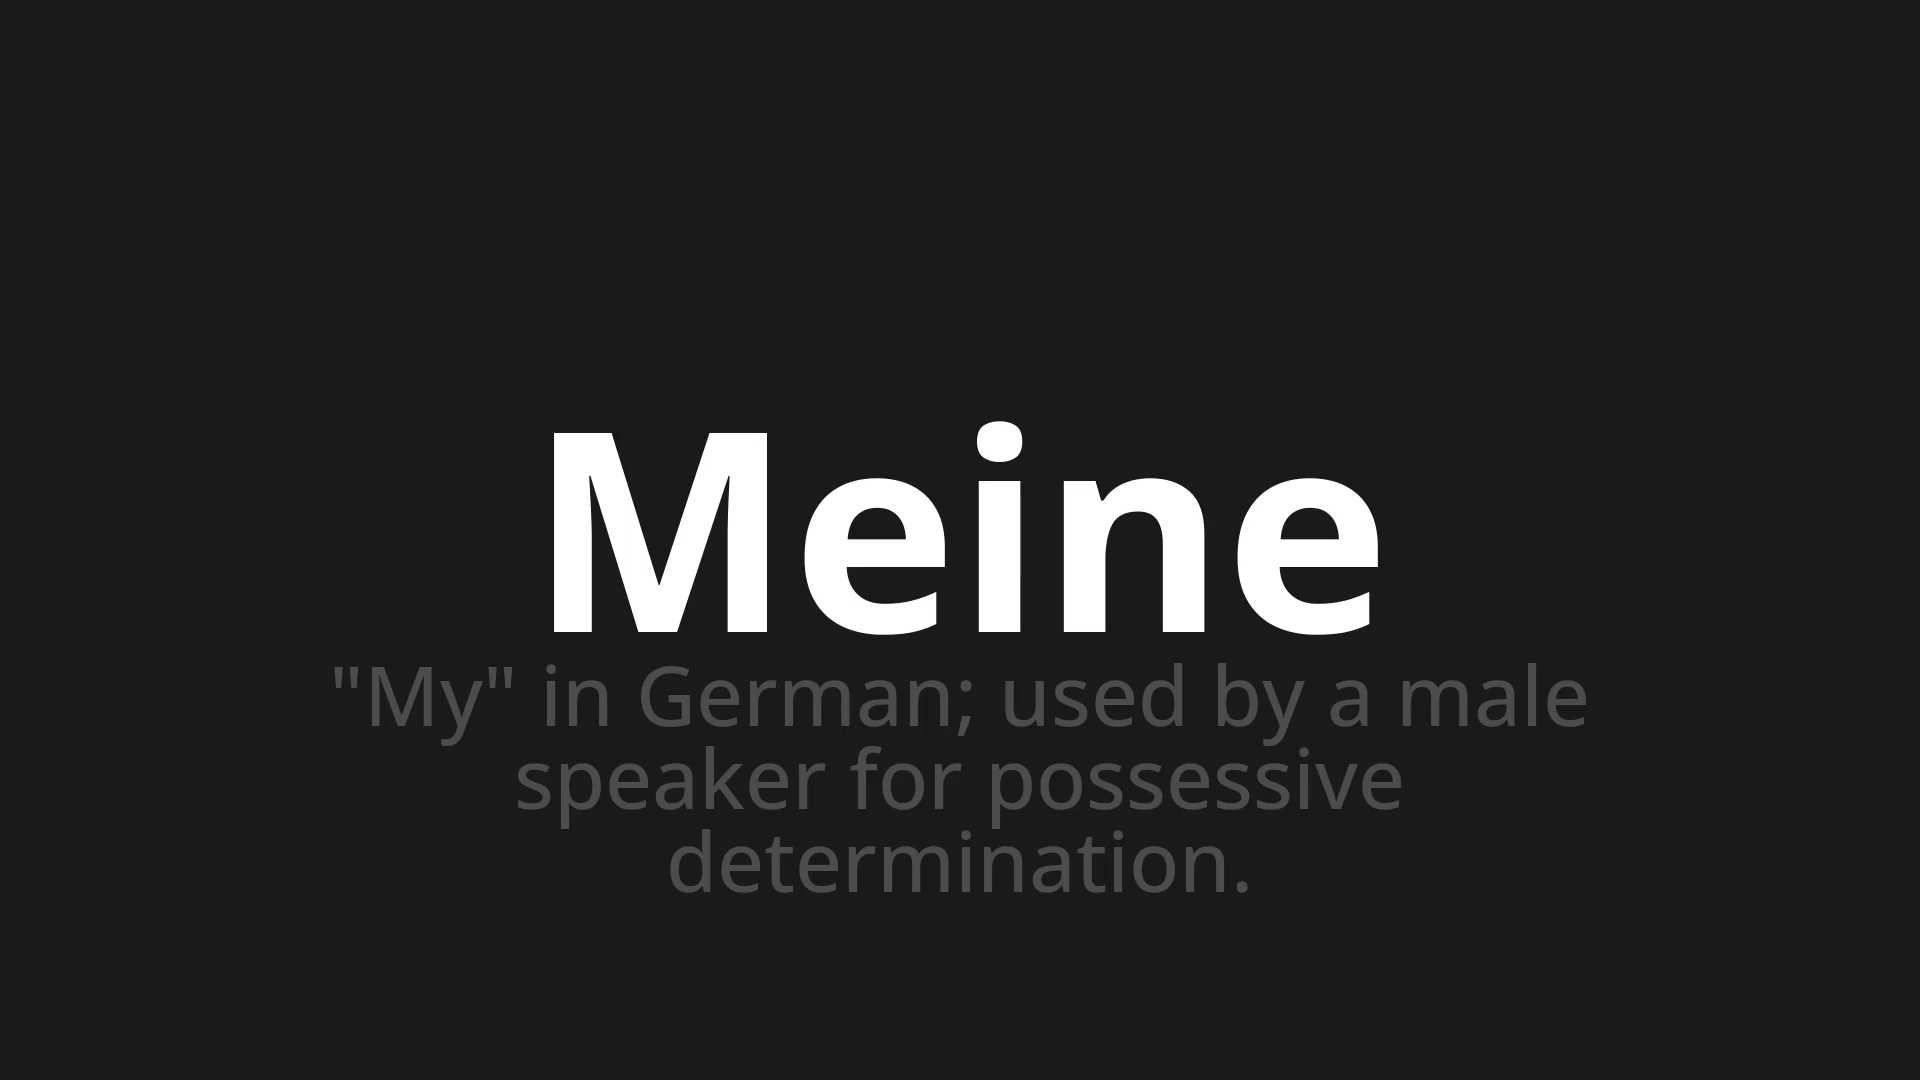 Meine
"My" in German; used by a male
speaker for possessive
determination.